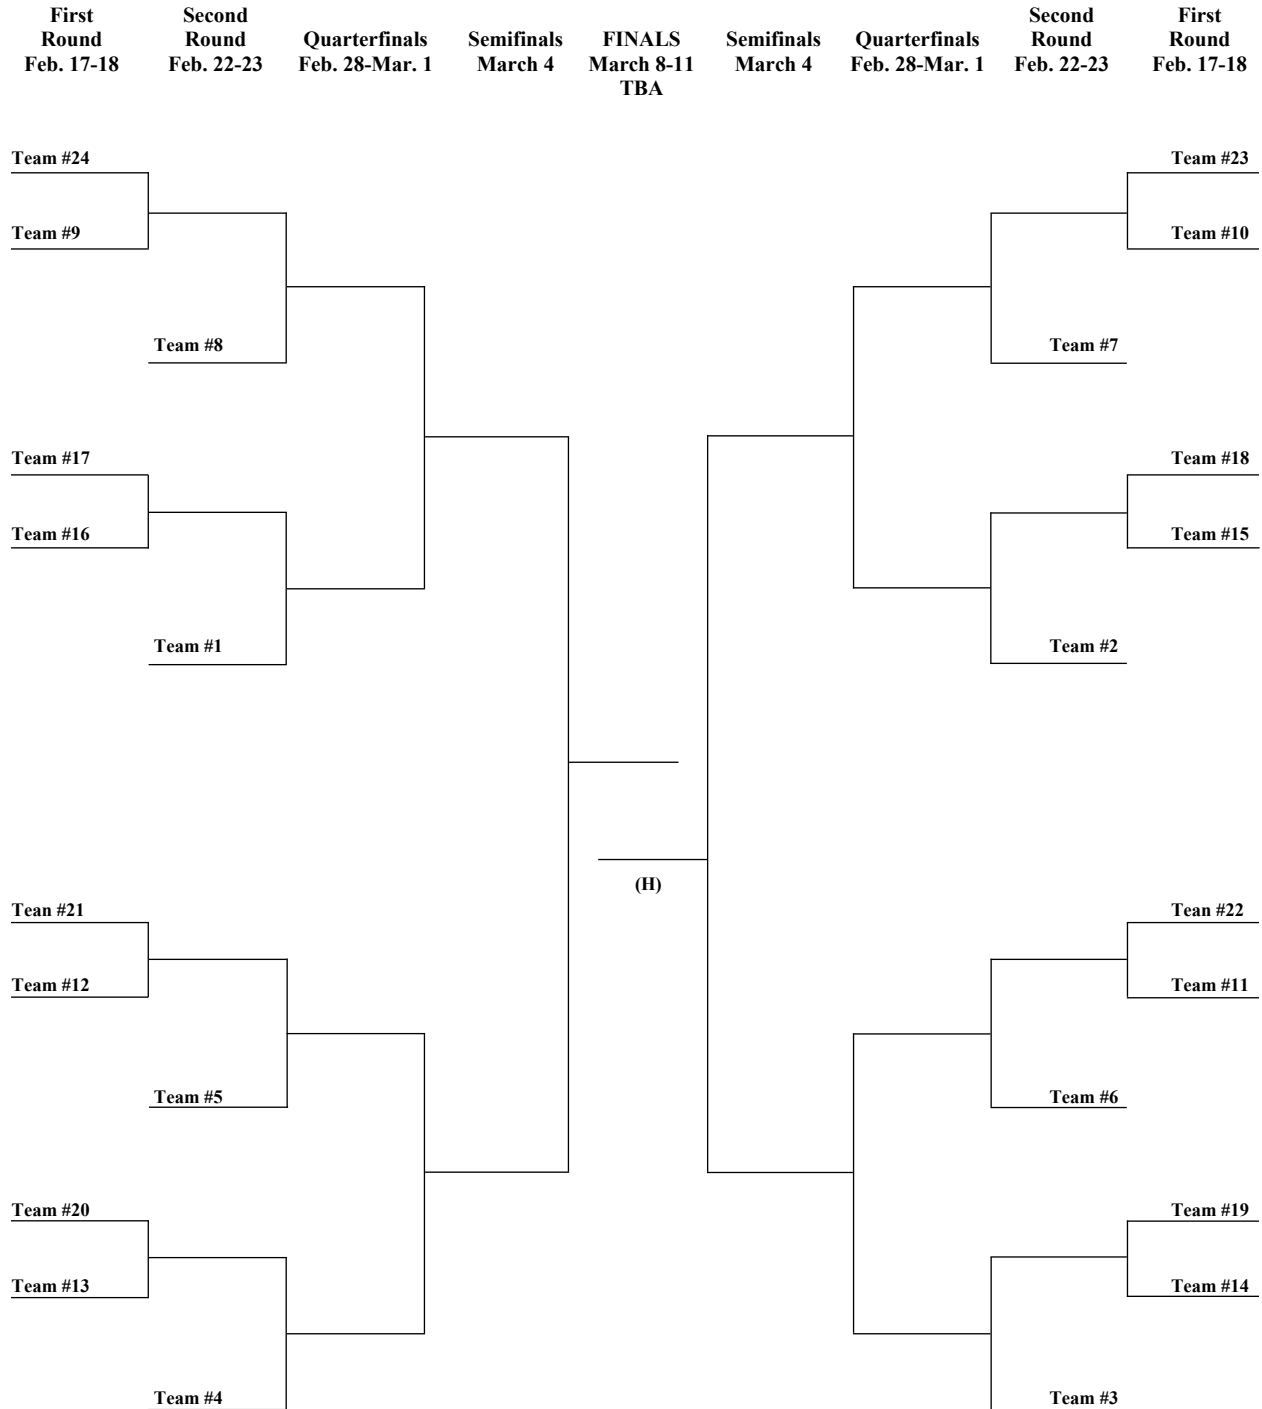 First
Round
Feb. 17-18
Second
Round
Feb. 22-23
Quarterfinals
Feb. 28-Mar. 1
Semifinals
March 4
FINALS
March 8-11
TBA
Semifinals
March 4
Quarterfinals
Feb. 28-Mar. 1
Second
Round
Feb. 22-23
First
Round
Feb. 17-18
Team #24
Team #9
Team #8
Team #17
Team #16
Team #1
Tean #21
Team #12
Team #5
Team #20
Team #13
Team #4
(H)
Team #23
Team #10
Team #7
Team #18
Team #15
Team #2
Tean #22
Team #11
Team #6
Team #19
Team #14
Team #3